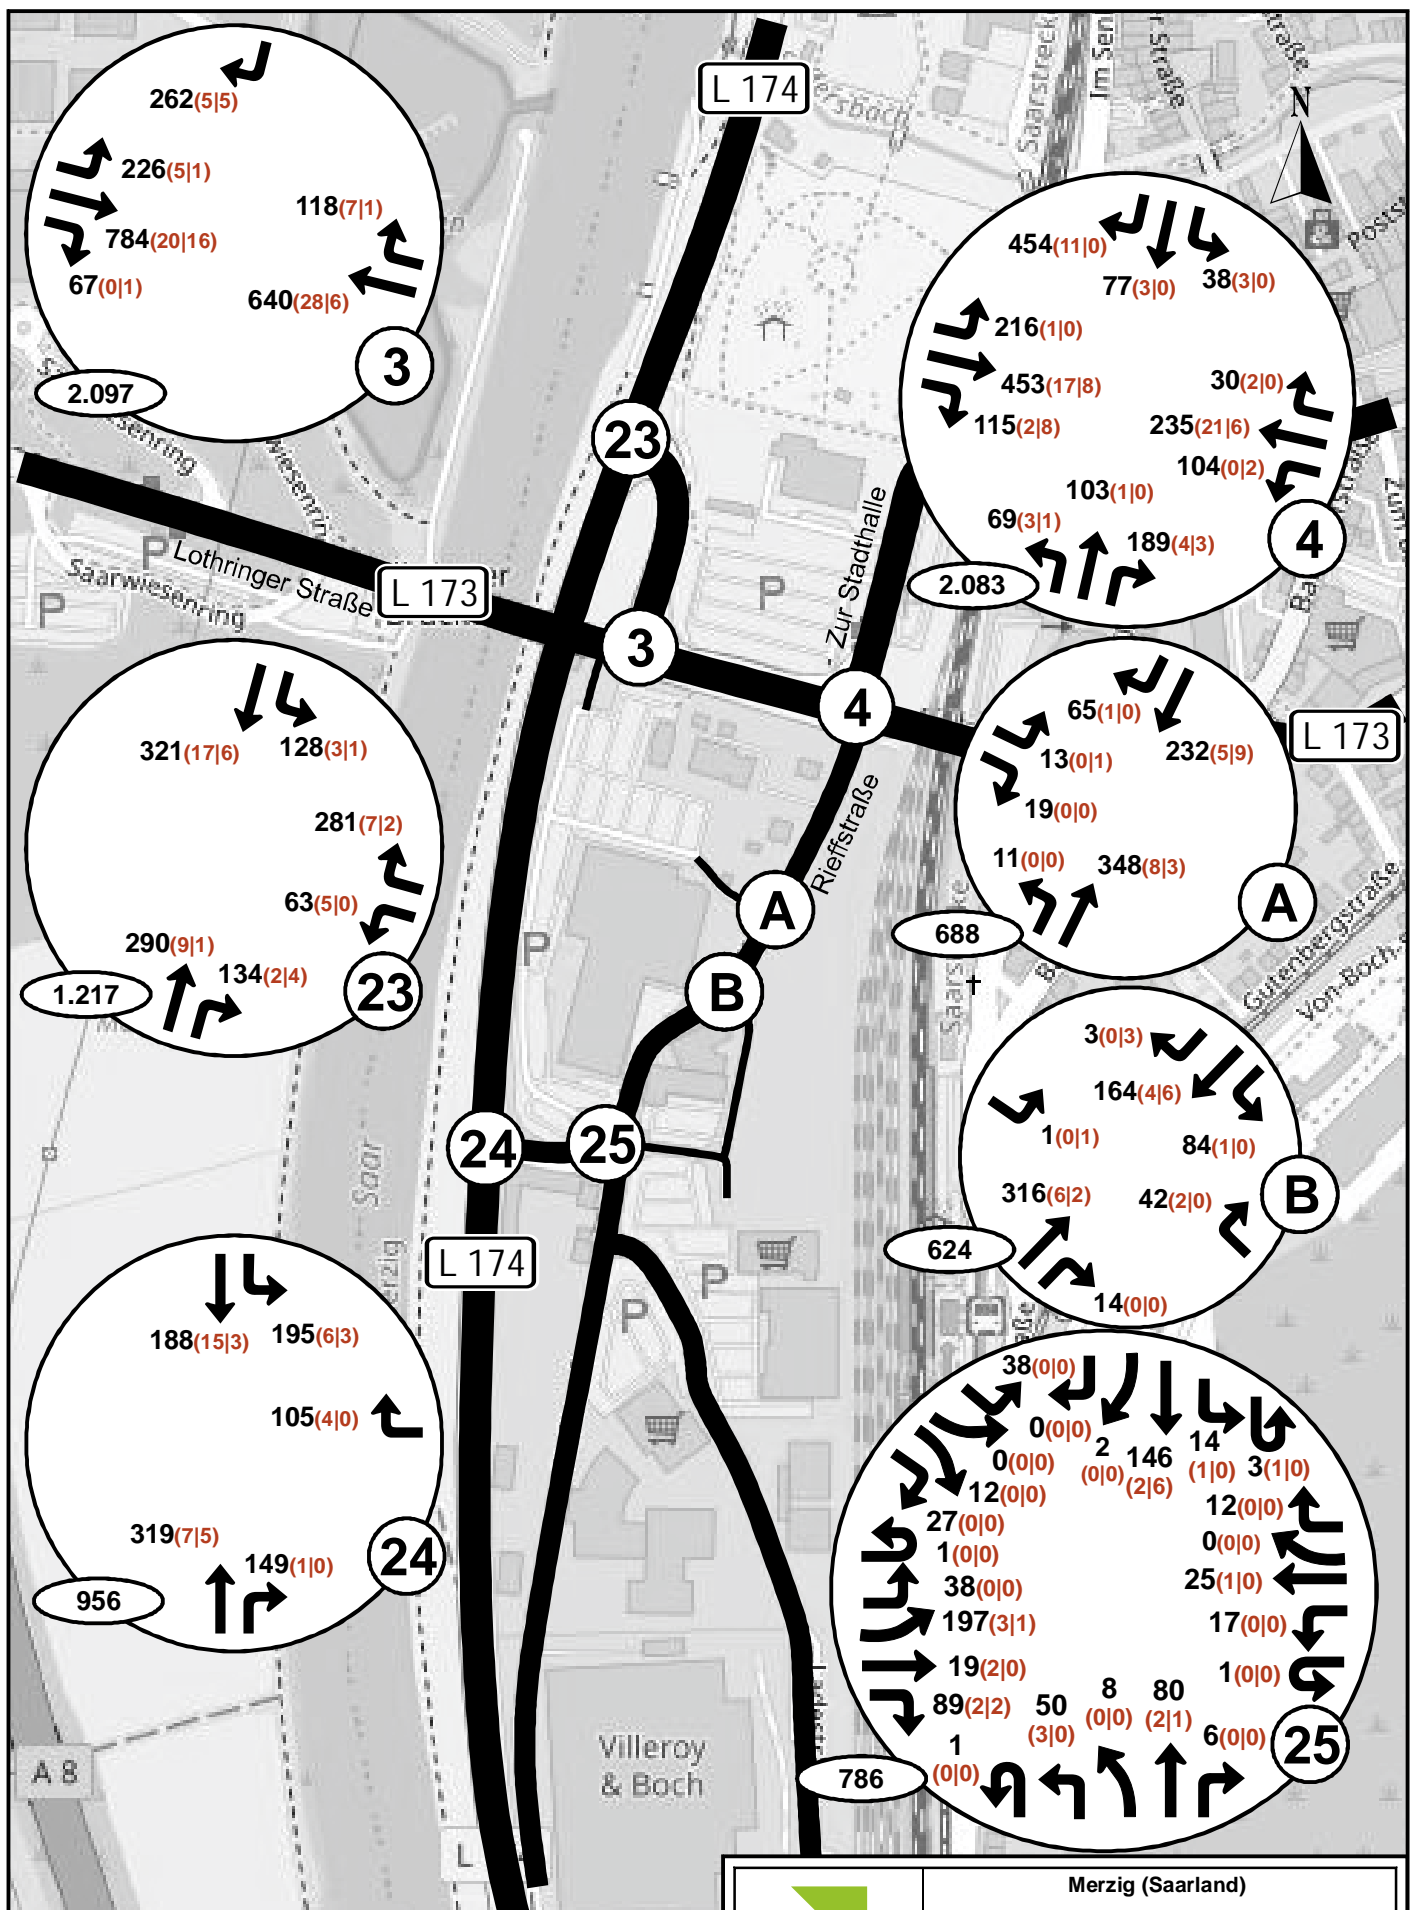 L 174
N
262(5|5)
226(5|1)
784(20|16)
67(0|1)
118(7|1)
640(28|6)
3
2.097
454(11|0)
77(3|0)
38(3|0)
216(1|0)
453(17|8)
115(2|8)
30(2|0)
235(21|6)
104(0|2)
103(1|0)
69(3|1)
189(4|3)
4
2.083
Saarstrecke
Im Sen
straße
&
Posts
23
Lothringer Straße
L 173
Saarwiesenring
P
P
P
Zur Stadthalle
3
4
321(17|6)
128(3|1)
281(7|2)
63(5|0)
290(9|1)
134(2|4)
23
1.217
65(1|0)
232(5|9)
13(0|1)
19(0|0)
11(0|0)
348(8|3)
A
688
L 173
Rieffstraße
A
B
P
Gutenbergstraße
Von-Boch-
3(0|3)
164(4|6)
84(1|0)
1(0|1)
316(6|2)
42(2|0)
14(0|0)
B
624
24
25
Saar
L 174
P
P
188(15|3)
195(6|3)
105(4|0)
319(7|5)
149(1|0)
24
956
38(0|0)
0(0|0)
0(0|0)
12(0|0)
27(0|0)
1(0|0)
38(0|0)
197(3|1)
19(2|0)
89(2|2)
1
(0|0)
2
(0|0)
146
(2|6)
14
(1|0)
3(1|0)
12(0|0)
0(0|0)
25(1|0)
17(0|0)
1(0|0)
50
(3|0)
8
(0|0)
80
(2|1)
6(0|0)
25
786
Villeroy
& Boch
A 8
L
Merzig (Saarland)